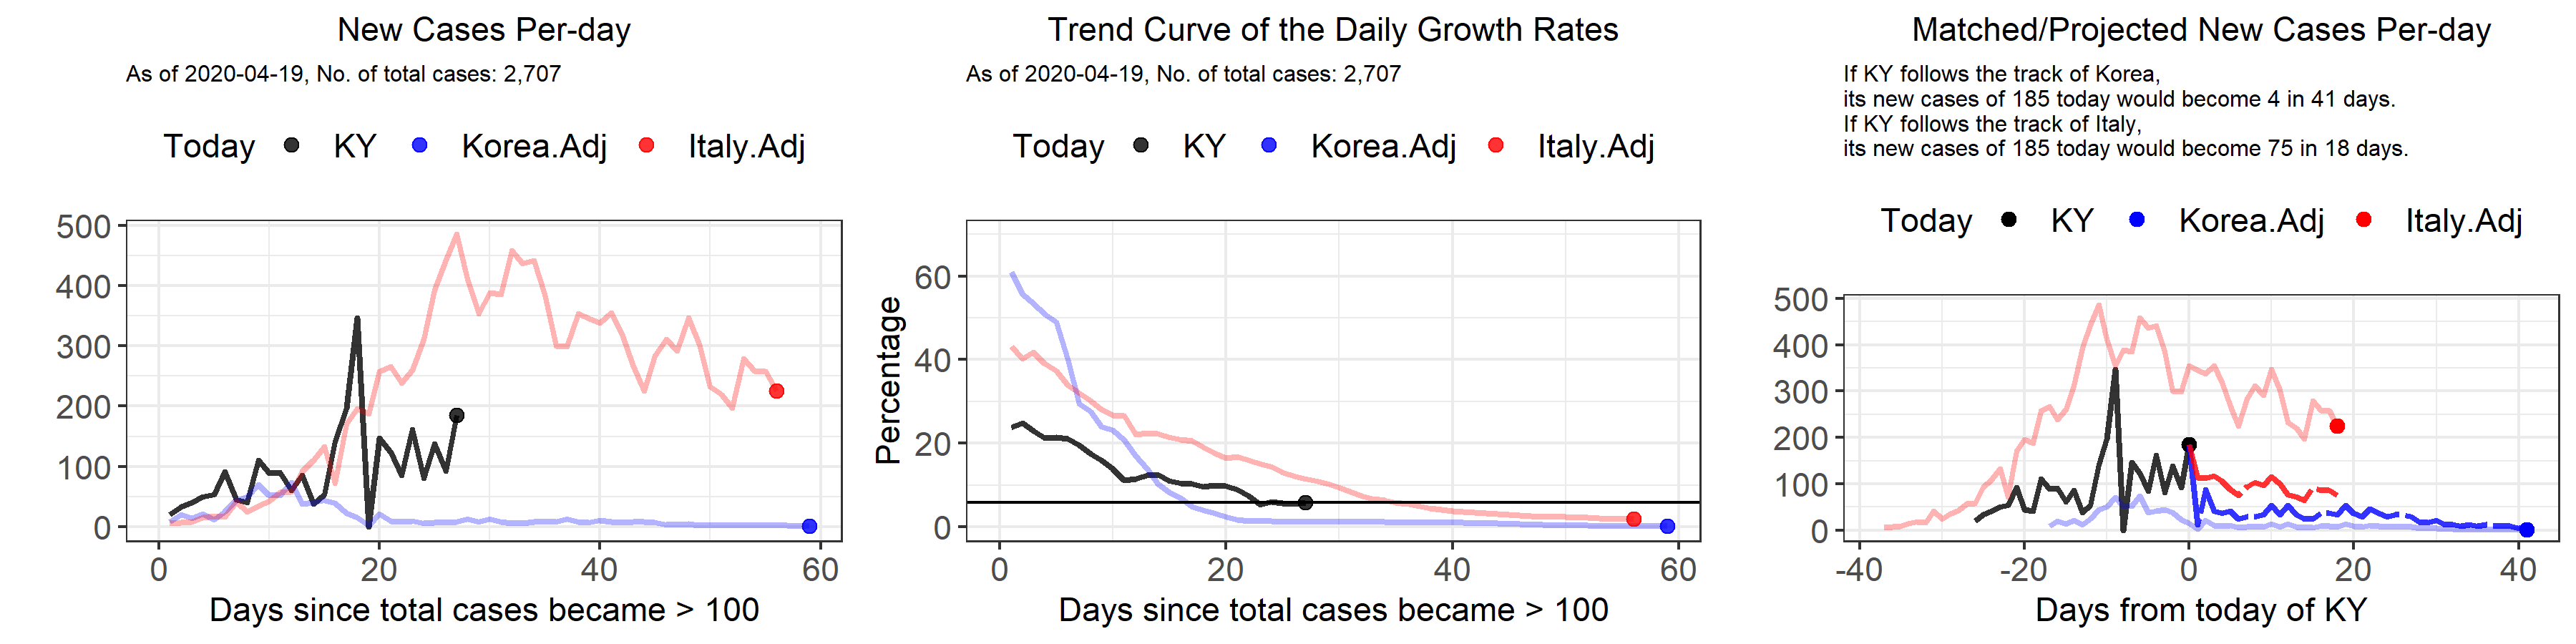 New Cases Per-day
As of 2020-04-19, No. of total cases: 2,707
Today KY Korea.Adj Italy.Adj
500
400
300
200
100
0
0 20 40 60
Days since total cases became > 100
Trend Curve of the Daily Growth Rates
As of 2020-04-19, No. of total cases: 2,707
Today KY Korea.Adj Italy.Adj
Percentage
60
40
20
0
0 20 40 60
Days since total cases became > 100
Matched/Projected New Cases Per-day
If KY follows the track of Korea,
its new cases of 185 today would become 4 in 41 days.
If KY follows the track of Italy,
its new cases of 185 today would become 75 in 18 days.
Today KY Korea.Adj Italy.Adj
500
400
300
200
100
0
-40 -20 0 20 40
Days from today of KY